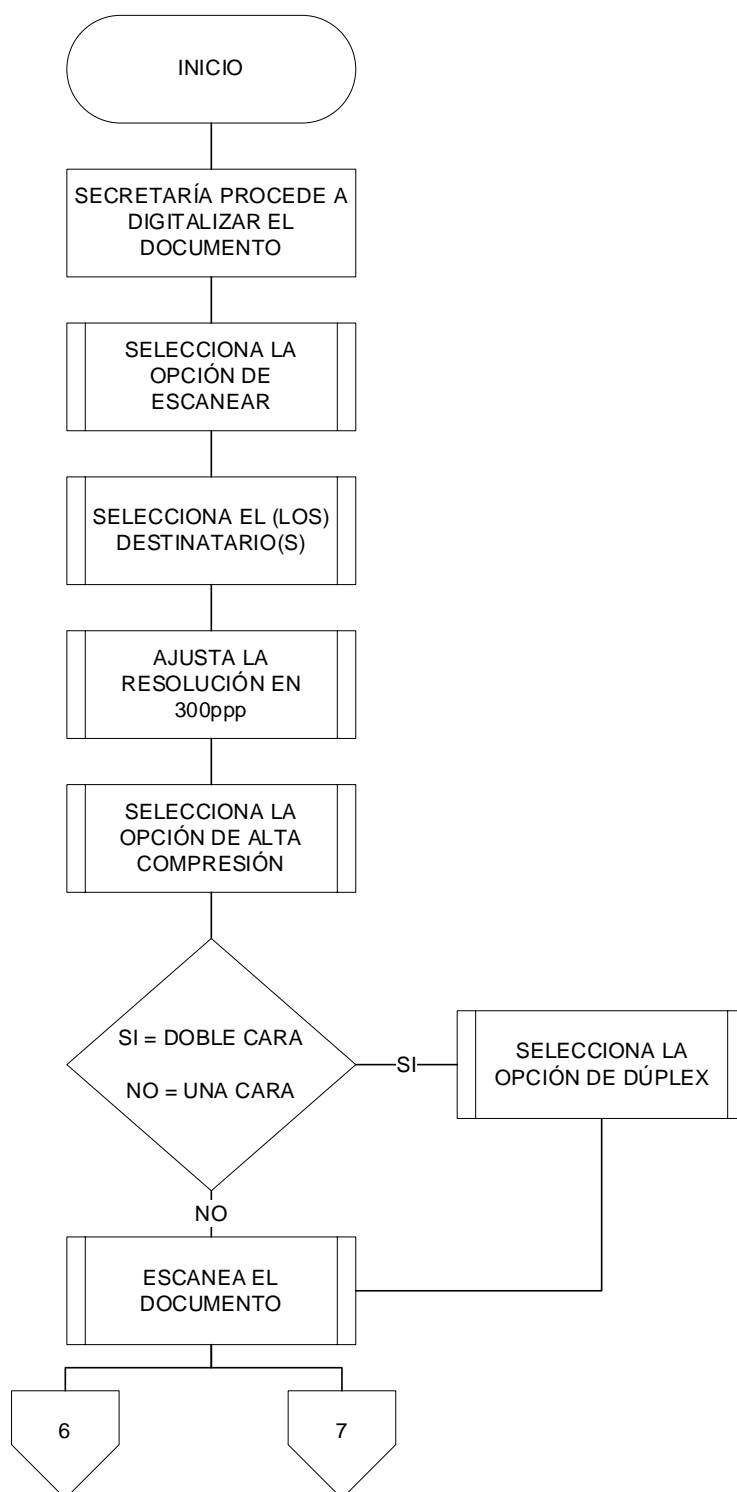 INICIO
SECRETARÍA PROCEDE A
DIGITALIZAR EL
DOCUMENTO
SELECCIONA LA
OPCIÓN DE
ESCANEAR
SELECCIONA EL (LOS)
DESTINATARIO(S)
AJUSTA LA
RESOLUCIÓN EN
300ppp
SELECCIONA LA
OPCIÓN DE ALTA
COMPRESIÓN
SI = DOBLE CARA
NO = UNA CARA
SI
SELECCIONA LA
OPCIÓN DE DÚPLEX
NO
ESCANEA EL
DOCUMENTO
6
7